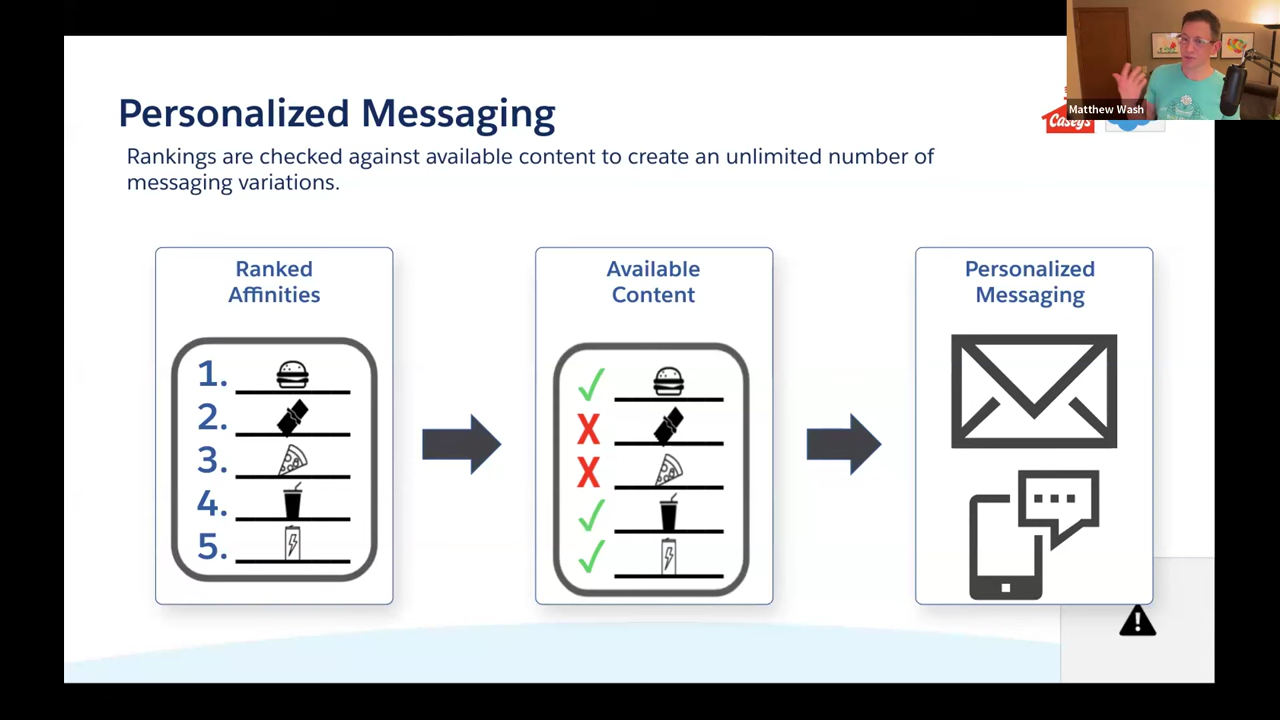 Personalized Messaging
Rankings are checked against available content to create an unlimited number of
messaging variations.
Matthew Wash
Casey's
Ranked
Affinities
1.
2.
3.
4.
5.
Available
Content
X
X
Personalized
Messaging